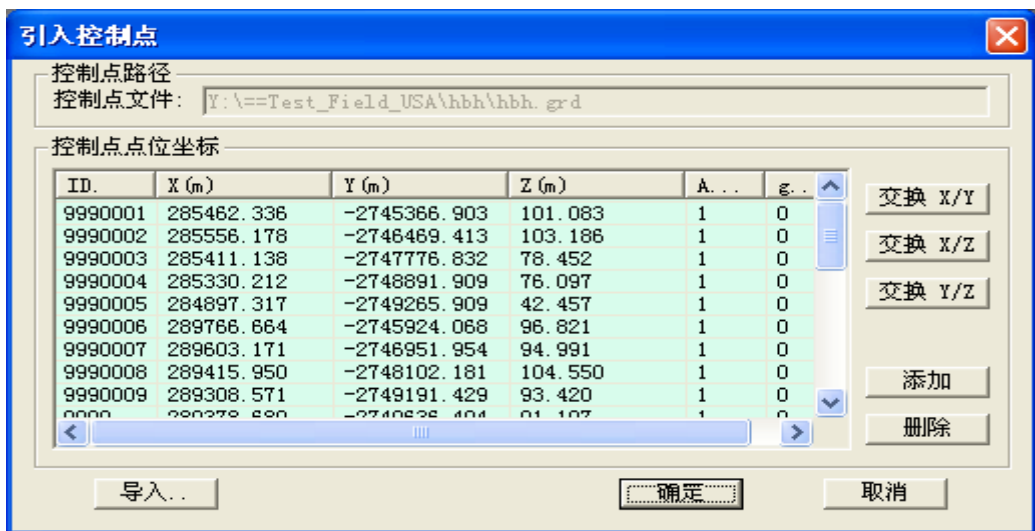 引入控制点
控制点路径
控制点文件: Y:\==Test_Field_USA\hbh\hbh.grd
控制点点位坐标
ID. X(m) Y(m) Z(m) A... g..
9990001 285462.336 -2745366.903 101.083 1 0
9990002 285556.178 -2746469.413 103.186 1 0
9990003 285411.138 -2747776.832 78.452 1 0
9990004 285330.212 -2748891.909 76.097 1 0
9990005 284897.317 -2749265.909 42.457 1 0
9990006 289766.664 -2745924.068 96.821 1 0
9990007 289603.171 -2746951.954 94.991 1 0
9990008 289415.950 -2748102.181 104.550 1 0
9990009 289308.571 -2749191.429 93.420 1 0
交换 X/Y
交换 X/Z
交换 Y/Z
添加
删除
导入..
确定
取消